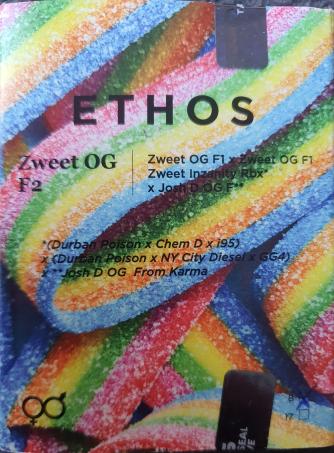 ETHOS
Zweet OG
F2
Zweet OG F1 x Zweet OG F1
Zweet Inzanity Rbx*
x Josh D OG F**
*(Durban Poison x Chem D x i95)
x (Durban Poison x NY City Diesel x GG4)
x **Josh D OG From Karma
SEAL